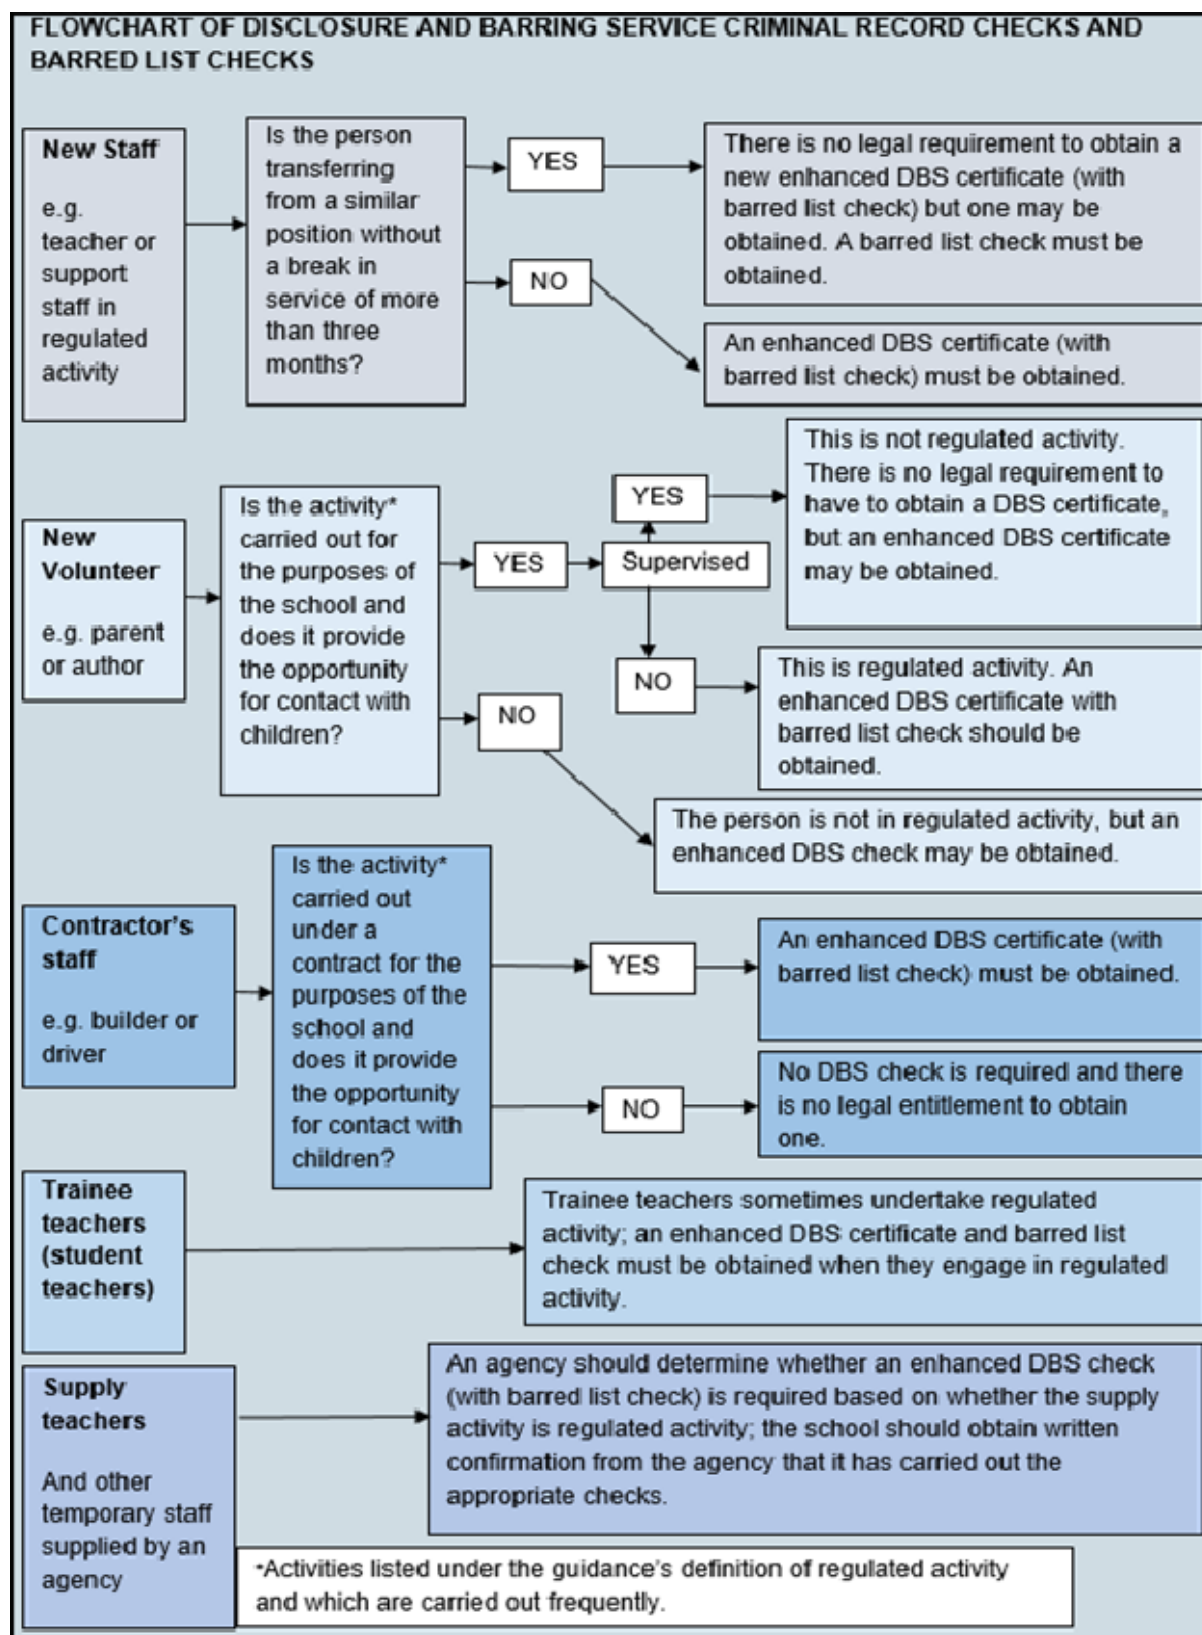 FLOWCHART OF DISCLOSURE AND BARRING SERVICE CRIMINAL RECORD CHECKS AND
BARRED LIST CHECKS
New Staff
e.g.
teacher or
support
staff in
regulated
activity
Is the person
transferring
from a similar
position without
a break in
service of more
than three
months?
YES
There is no legal requirement to obtain a
new enhanced DBS certificate (with
barred list check) but one may be
obtained. A barred list check must be
obtained.
NO
An enhanced DBS certificate (with
barred list check) must be obtained.
New
Volunteer
e.g. parent
or author
Is the activity*
carried out for
the purposes of
the school and
does it provide
the opportunity
for contact with
children?
YES
Supervised
YES
This is not regulated activity.
There is no legal requirement to
have to obtain a DBS certificate,
but an enhanced DBS certificate
may be obtained.
NO
This is regulated activity. An
enhanced DBS certificate with
barred list check should be
obtained.
NO
The person is not in regulated activity, but an
enhanced DBS check may be obtained.
Contractor's
staff
e.g. builder or
driver
Is the activity*
carried out
under a
contract for the
purposes of the
school and
does it provide
the opportunity
for contact with
children?
YES
An enhanced DBS certificate (with
barred list check) must be obtained.
NO
No DBS check is required and there
is no legal entitlement to obtain
one.
Trainee
teachers
(student
teachers)
Trainee teachers sometimes undertake regulated
activity; an enhanced DBS certificate and barred list
check must be obtained when they engage in regulated
activity.
Supply
teachers
And other
temporary staff
supplied by an
agency
An agency should determine whether an enhanced DBS check
(with barred list check) is required based on whether the supply
activity is regulated activity; the school should obtain written
confirmation from the agency that it has carried out the
appropriate checks.
*Activities listed under the guidance's definition of regulated activity
and which are carried out frequently.